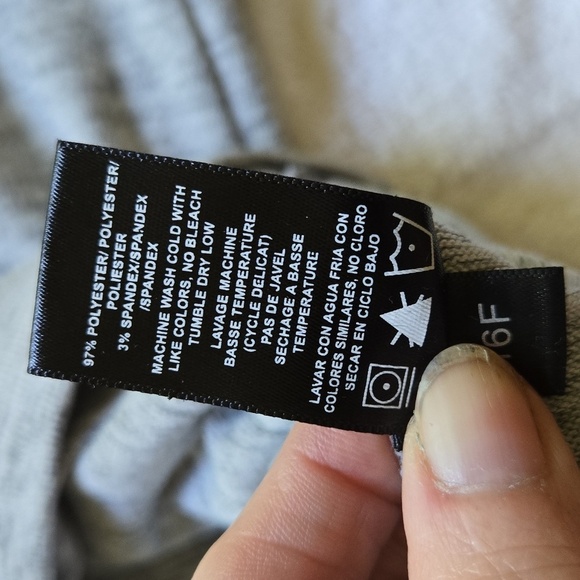 97% POLYESTER/ POLYESTER/
POLIESTER
3% SPANDEX/SPANDEX
/SPANDEX
MACHINE WASH COLD WITH
LIKE COLORS, NO BLEACH
TUMBLE DRY LOW
LAVAGE MACHINE
BASSE TEMPERATURE
(CYCLE DELICAT)
PAS DE JAVEL
SECHAGE A BASSE
TEMPERATURE
LAVAR CON AGUA FRIA CON
COLORES SIMILARES, NO CLORO
SECAR EN CICLO BAJO
16F